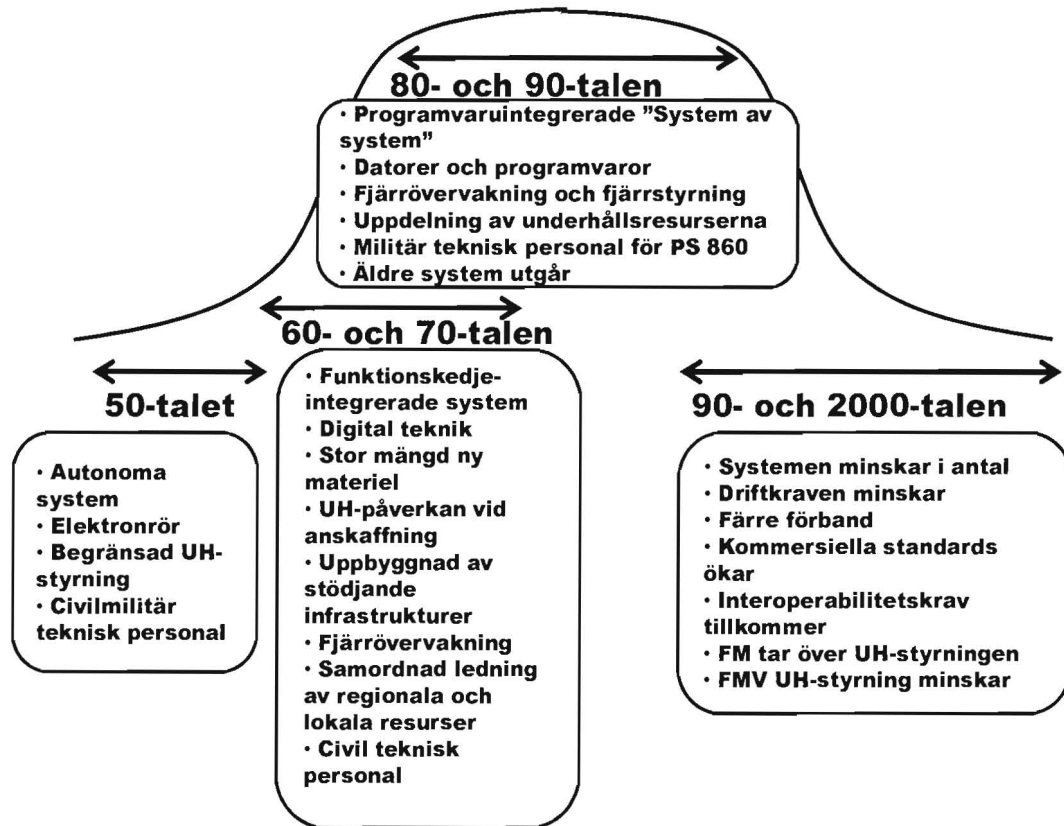 80- och 90-talen
• Programvaruintegrerade ”System av
system”
• Datorer och programvaror
• Fjärrövervakning och fjärrstyrning
• Uppdelning av underhållsresurserna
• Militär teknisk personal för PS 860
• Äldre system utgår
60- och 70-talen
• Funktionskedje-
integrerade system
• Digital teknik
• Stor mängd ny
materiel
• UH-påverkan vid
anskaffning
• Uppbyggnad av
stödjande
infrastrukturer
• Fjärrövervakning
• Samordnad ledning
av regionala och
lokala resurser
• Civil teknisk
personal
50-talet
• Autonoma
system
• Elektronrör
• Begränsad UH-
styrning
• Civilmilitär
teknisk personal
90- och 2000-talen
• Systemen minskar i antal
• Driftkraven minskar
• Färre förband
• Kommersiella standards
ökar
• Interoperabilitetskrav
tillkommer
• FM tar över UH-styrningen
• FMV UH-styrning minskar